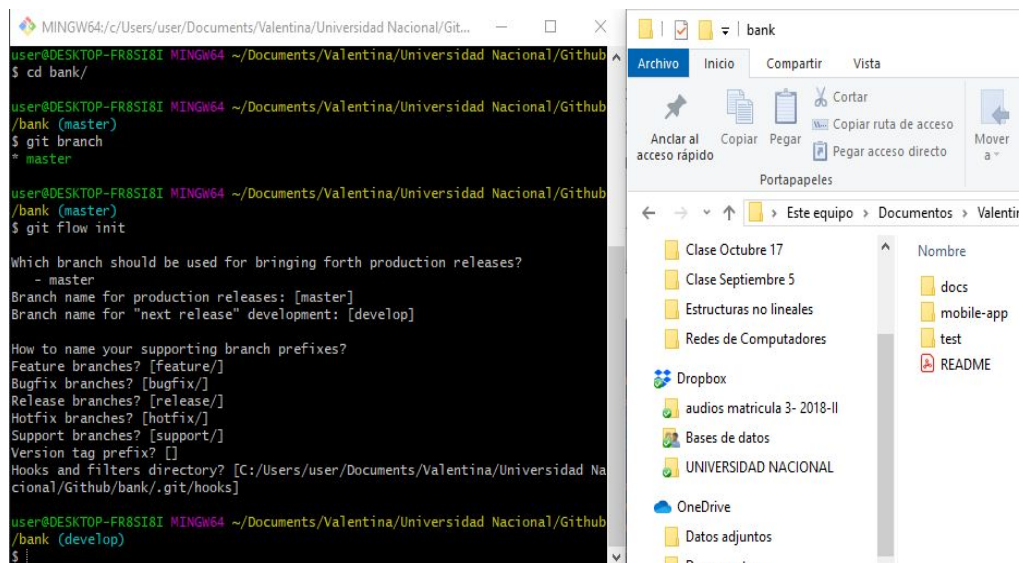 MINGW64:/c/Users/user/Documents/Valentina/Universidad Nacional/Git...
user@DESKTOP-FR8SI8I MINGW64 ~/Documents/Valentina/Universidad Nacional/Github
$ cd bank/
user@DESKTOP-FR8SI8I MINGW64 ~/Documents/Valentina/Universidad Nacional/Github
/bank (master)
$ git branch
* master
user@DESKTOP-FR8SI8I MINGW64 ~/Documents/Valentina/Universidad Nacional/Github
/bank (master)
$ git flow init
Which branch should be used for bringing forth production releases?
- master
Branch name for production releases: [master]
Branch name for "next release" development: [develop]
How to name your supporting branch prefixes?
Feature branches? [feature/]
Bugfix branches? [bugfix/]
Release branches? [release/]
Hotfix branches? [hotfix/]
Support branches? [support/]
Version tag prefix? []
Hooks and filters directory? [C:/Users/user/Documents/Valentina/Universidad Na
cional/Github/bank/.git/hooks]
user@DESKTOP-FR8SI8I MINGW64 ~/Documents/Valentina/Universidad Nacional/Github
/bank (develop)
$
bank
Archivo Inicio Compartir Vista
Anclar al
acceso rápido
Copiar
Pegar
Cortar
Copiar ruta de acceso
Pegar acceso directo
Mover
a
Portapapeles
Este equipo > Documentos > Valentin
Clase Octubre 17
Clase Septiembre 5
Estructuras no lineales
Redes de Computadores
Dropbox
audios matricula 3- 2018-II
Bases de datos
UNIVERSIDAD NACIONAL
OneDrive
Datos adjuntos
Nombre
docs
mobile-app
test
README